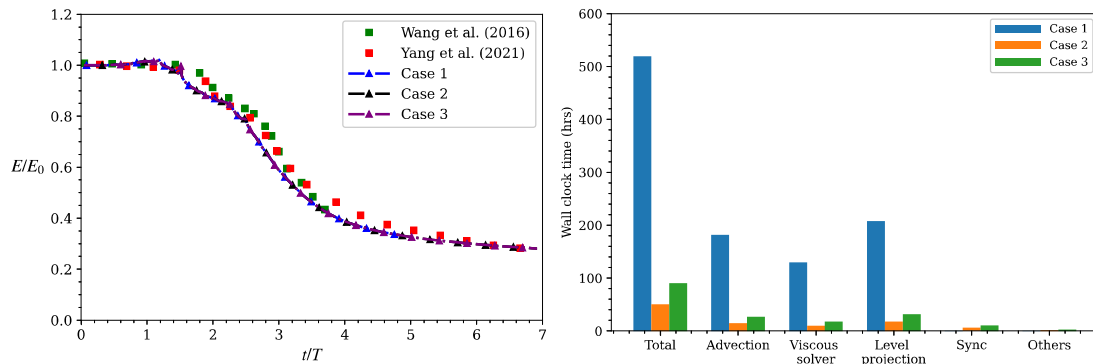 1.2
1.0
0.8
0.6
0.4
0.2
0.0
E/E0
0 1 2 3 4 5 6 7
t/T
Wang et al. (2016)
Yang et al. (2021)
Case 1
Case 2
Case 3
600
500
400
300
200
100
0
Wall clock time (hrs)
Total Advection Viscous solver Level projection Sync Others
Case 1
Case 2
Case 3